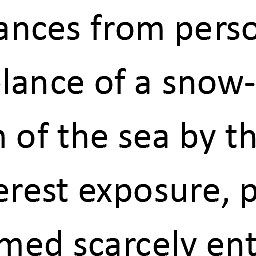 ances from perso
lance of a snow-
n of the sea by th
erest exposure, p
med scarcely ent